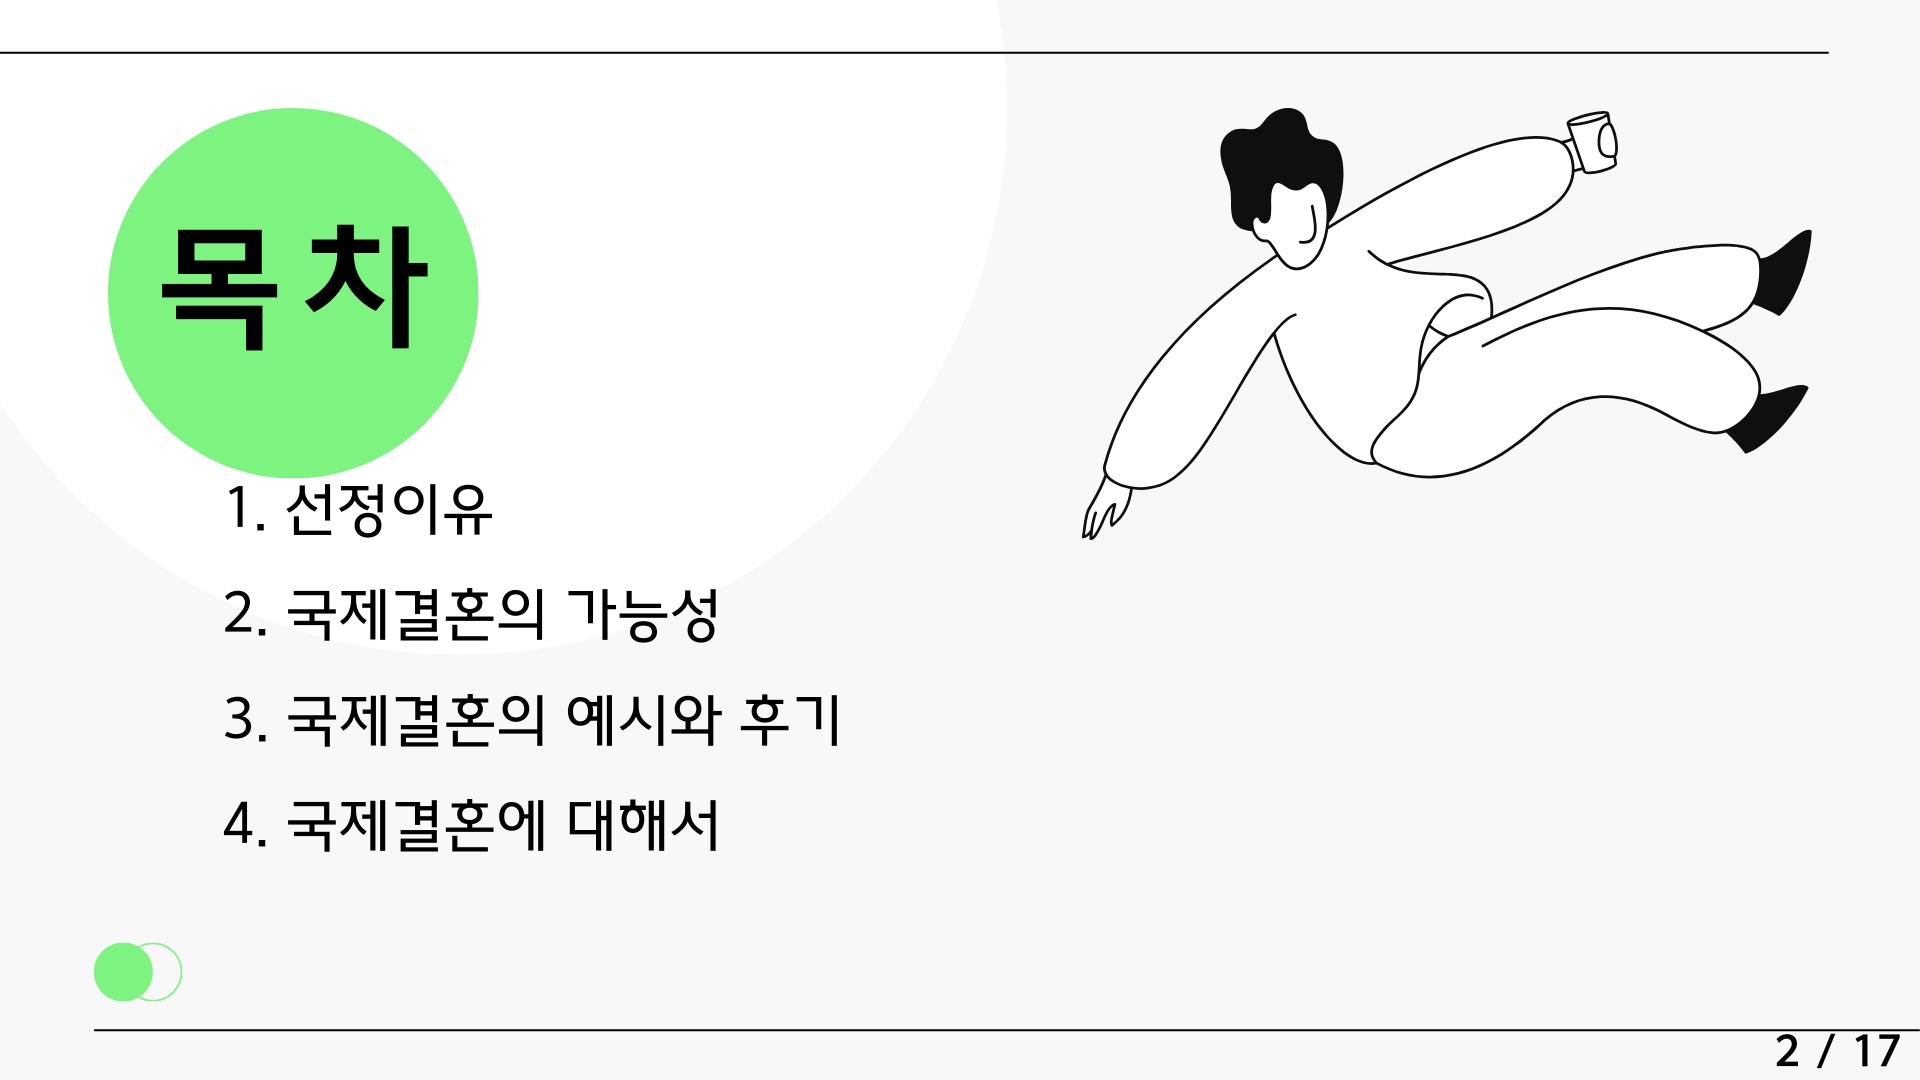 목차
1. 선정이유
2. 국제결혼의 가능성
3. 국제결혼의 예시와 후기
4. 국제결혼에 대해서
2 / 17